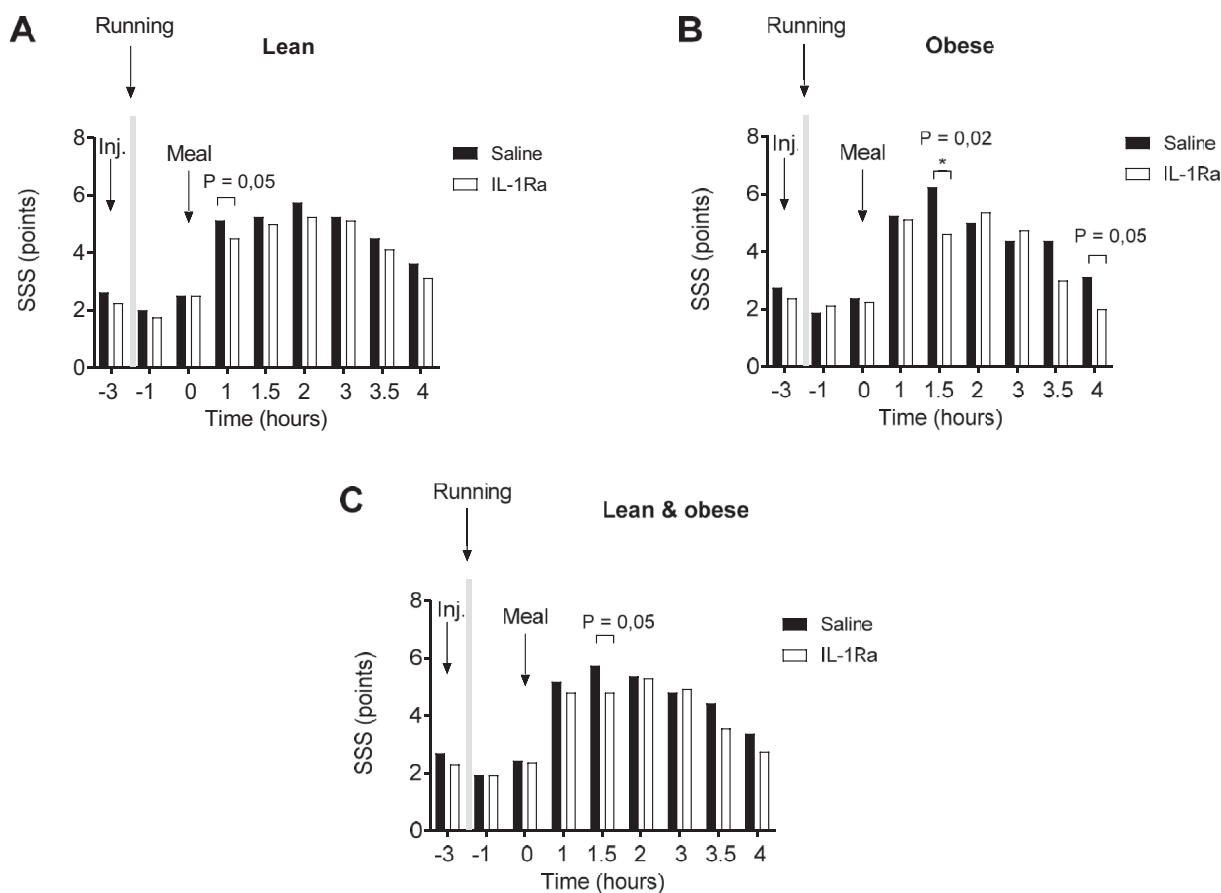 A
Running
Lean
Inj.
Meal
P = 0,05
Saline
IL-1Ra
SSS (points)
8
6
4
2
0
-3 -1 0 1 1.5 2 3 3.5 4
Time (hours)
B
Running
Obese
Inj.
Meal
P = 0,02
*
P = 0,05
Saline
IL-1Ra
SSS (points)
8
6
4
2
0
-3 -1 0 1 1.5 2 3 3.5 4
Time (hours)
C
Running
Lean & obese
Inj.
Meal
P = 0,05
Saline
IL-1Ra
SSS (points)
8
6
4
2
0
-3 -1 0 1 1.5 2 3 3.5 4
Time (hours)